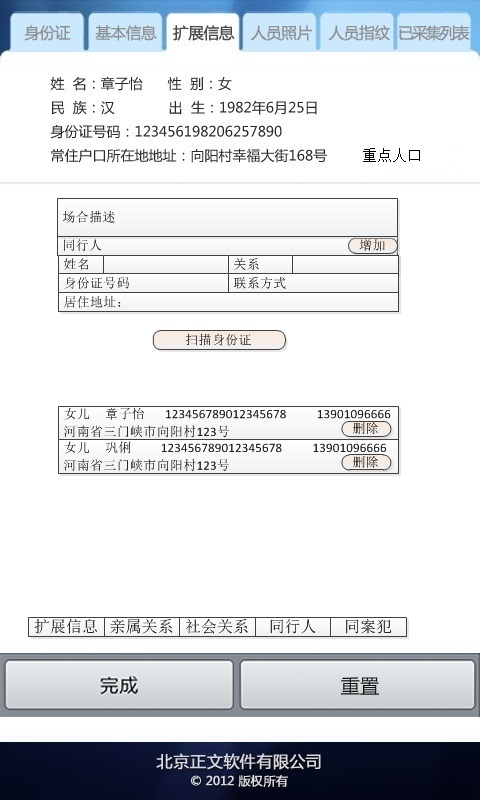 身份证 基本信息 扩展信息 人员照片 人员指纹 已采集列表
姓 名：章子怡 性 别：女
民 族：汉 出 生：1982年6月25日
身份证号码：123456198206257890
常住户口所在地地址：向阳村幸福大街168号 重点人口
场合描述
同行人 增加
姓名 关系
身份证号码 联系方式
居住地址：
扫描身份证
女儿 章子怡 123456789012345678 13901096666
河南省三门峡市向阳村123号 删除
女儿 巩俐 123456789012345678 13901096666
河南省三门峡市向阳村123号 删除
扩展信息 亲属关系 社会关系 同行人 同案犯
完成 重置
北京正文软件有限公司
© 2012 版权所有